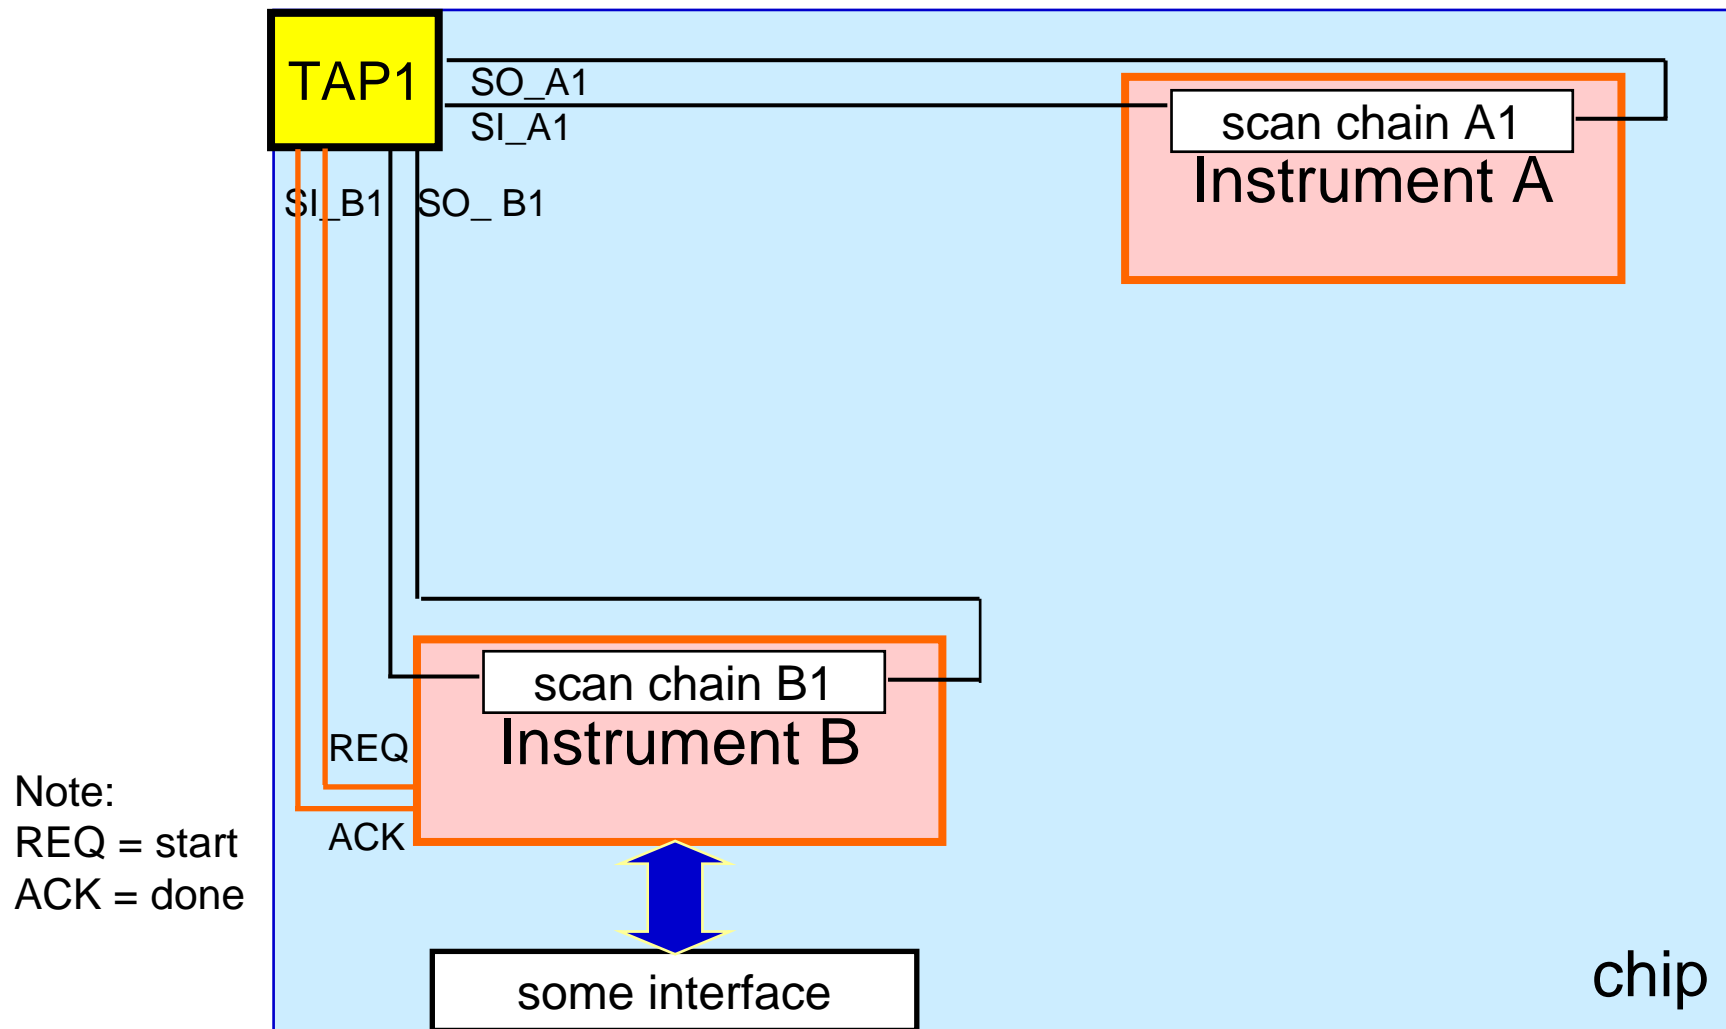 TAP1
SO_A1
SI_A1
scan chain A1
Instrument A
SI_B1
SO_ B1
scan chain B1
Instrument B
REQ
ACK
Note:
REQ = start
ACK = done
some interface
chip